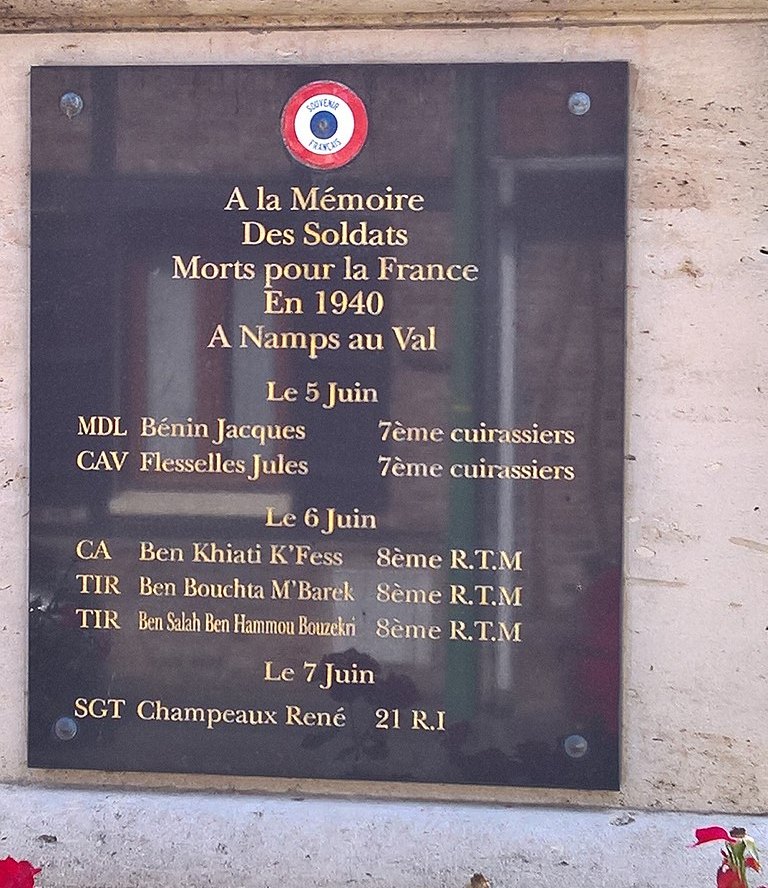 SOUVENIR
FRANÇAIS
A la Mémoire
Des Soldats
Morts pour la France
En 1940
A Namps au Val
Le 5 Juin
MDL Bénin Jacques 7ème cuirassiers
CAV Flesselles Jules 7ème cuirassiers
Le 6 Juin
CA Ben Khiati K'Fess 8ème R.T.M
TIR Ben Bouchta M'Barek 8ème R.T.M
TIR Ben Salah Ben Hammou Bouzekri 8ème R.T.M
Le 7 Juin
SGT Champeaux René 21 R.I